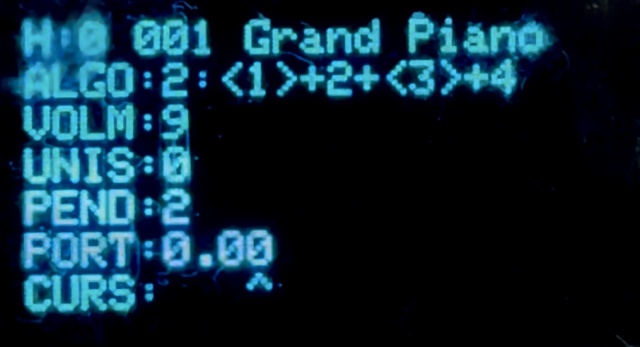 H:0 001 Grand Piano
ALGO:2:<1>+2+<3>+4
VOLM:9
UNIS:0
PEND:2
PORT:0.00
CURS: ^